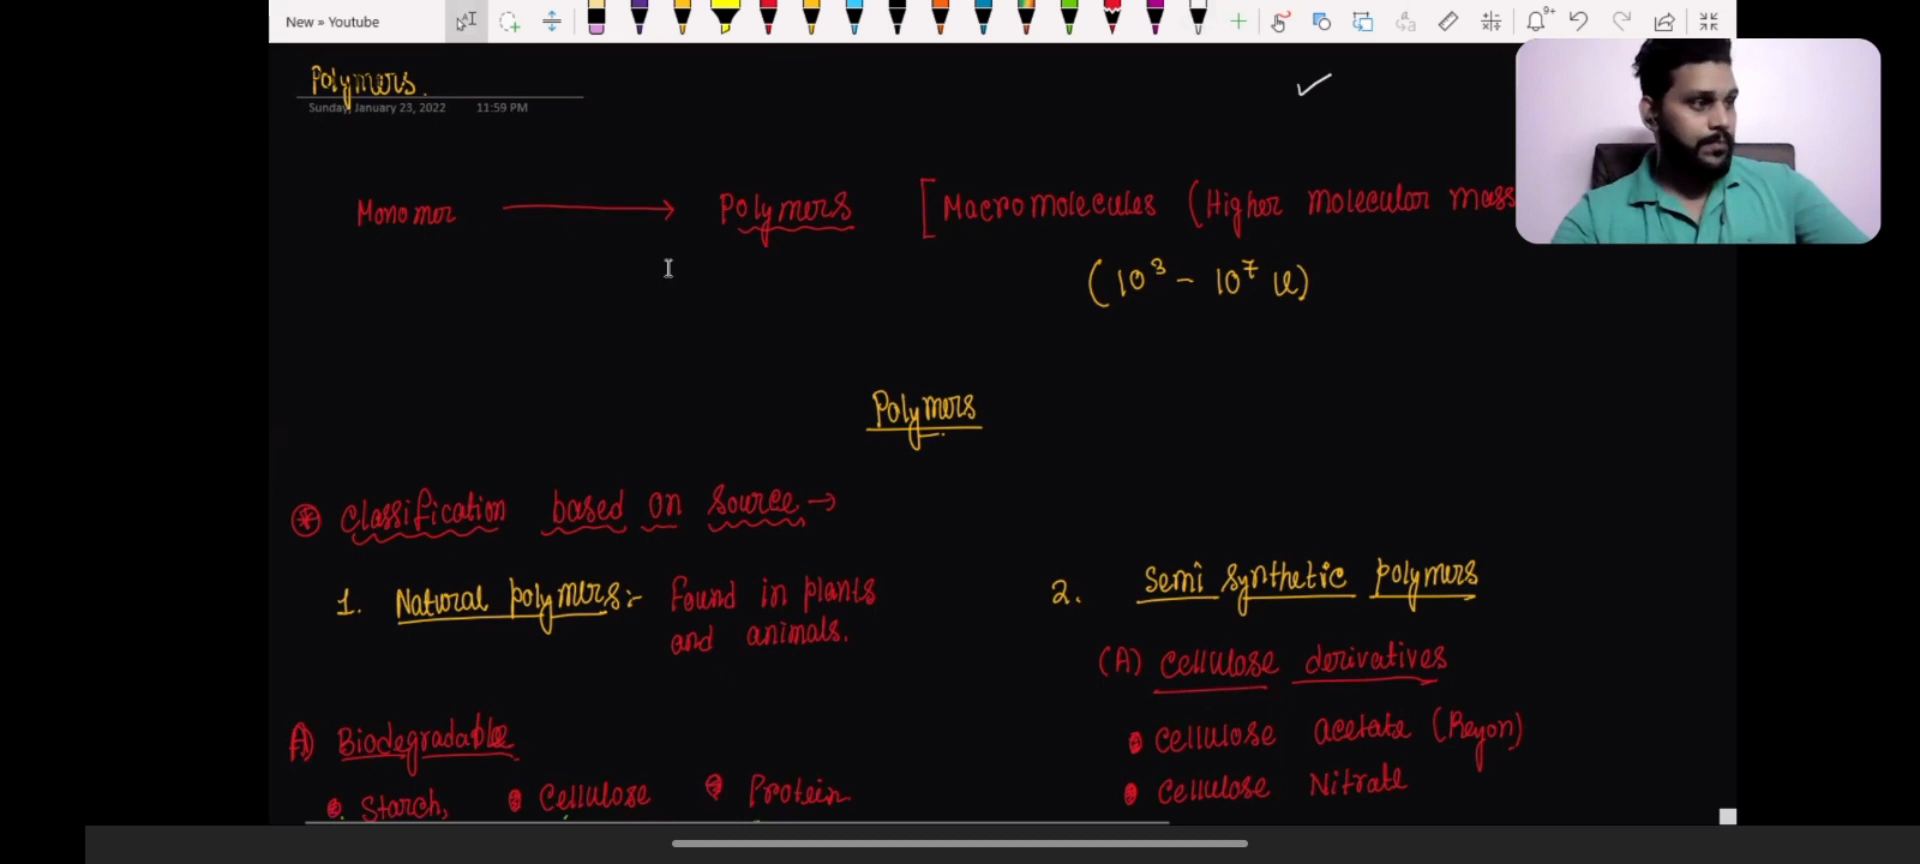 New » Youtube
9+
Polymers.
Sunday, January 23, 2022 11:59 PM
Monomer → Polymers [Macromolecules (Higher molecular mass
(10³ - 10⁷ u)
Polymers
* Classification based on source →
1. Natural polymers:- Found in plants
and animals.
2. Semi synthetic polymers
(A) Cellulose derivatives
• Cellulose acetate (Reyon)
• Cellulose Nitrate
A) Biodegradable
• Starch, • Cellulose • Protein